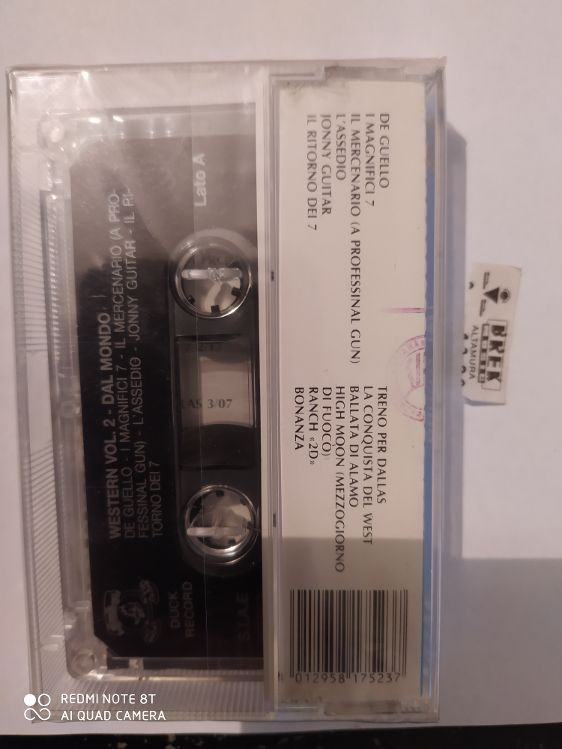 DE GUELLO
I MAGNIFICI 7
IL MERCENARIO (A PROFESSINAL GUN)
L'ASSEDIO
JONNY GUITAR
IL RITORNO DEI 7
TRENO PER DALLAS
LA CONQUISTA DEL WEST
BALLATA DI ALAMO
HIGH MOON (MEZZOGIORNO
DI FUOCO)
RANCH «2D»
BONANZA
012958 175237
Lato A
WESTERN VOL. 2 - DAL MONDO
DE GUELLO - I MAGNIFICI 7 - IL MERCENARIO (A PRO-
FESSINAL GUN) - L'ASSEDIO - JONNY GUITAR - IL RI-
TORNO DEI 7
LAS 3/07
DUCK
RECORD
S.I.A.E.
ALTAMURA
REDMI NOTE 8T
AI QUAD CAMERA